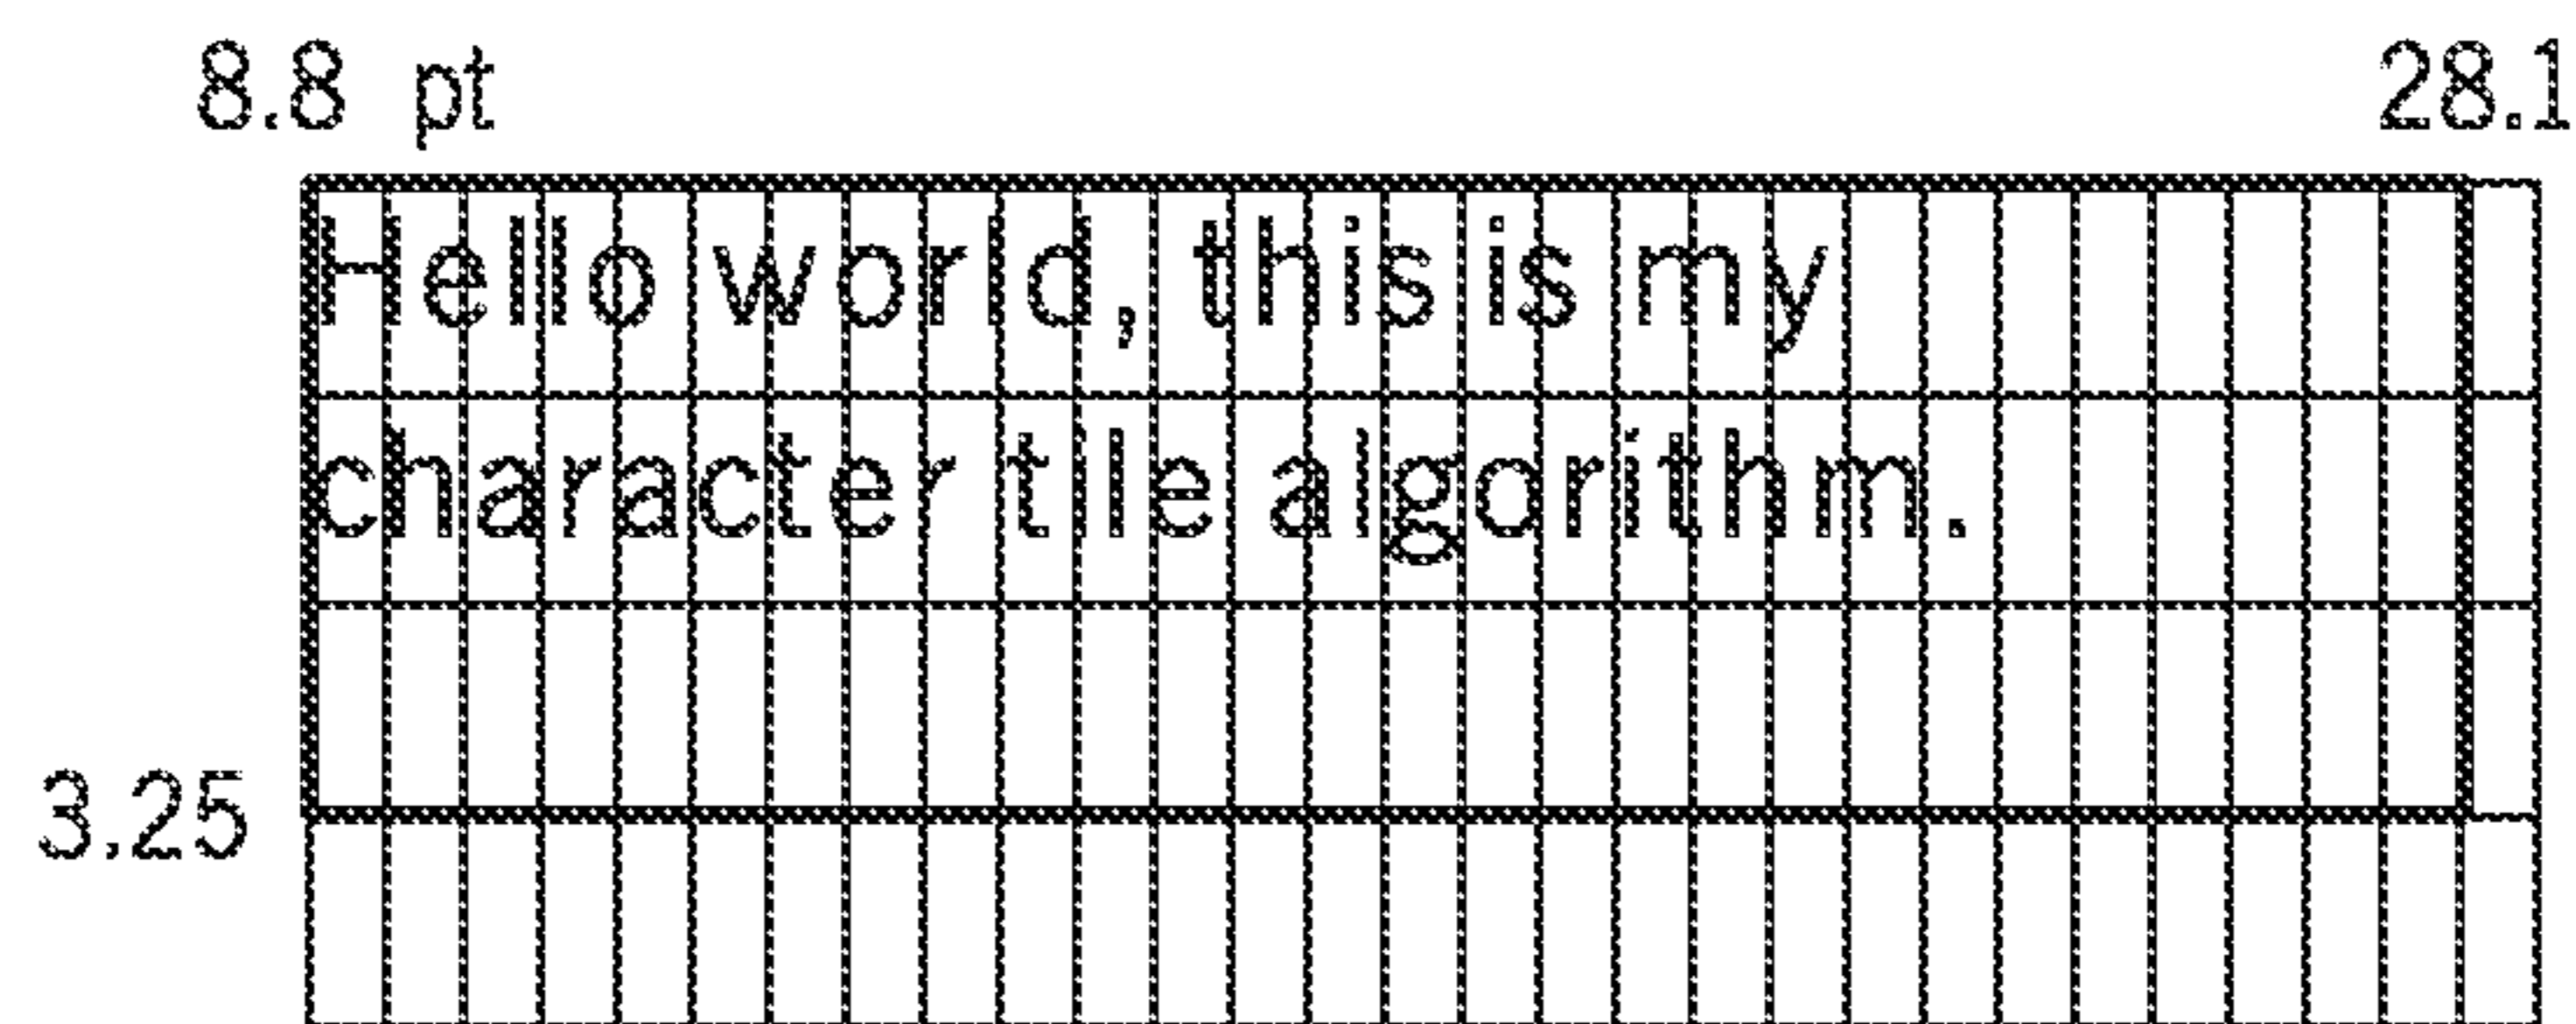 8.8 pt 28.1
Hello world, this is my
character tile algorithm.
3.25